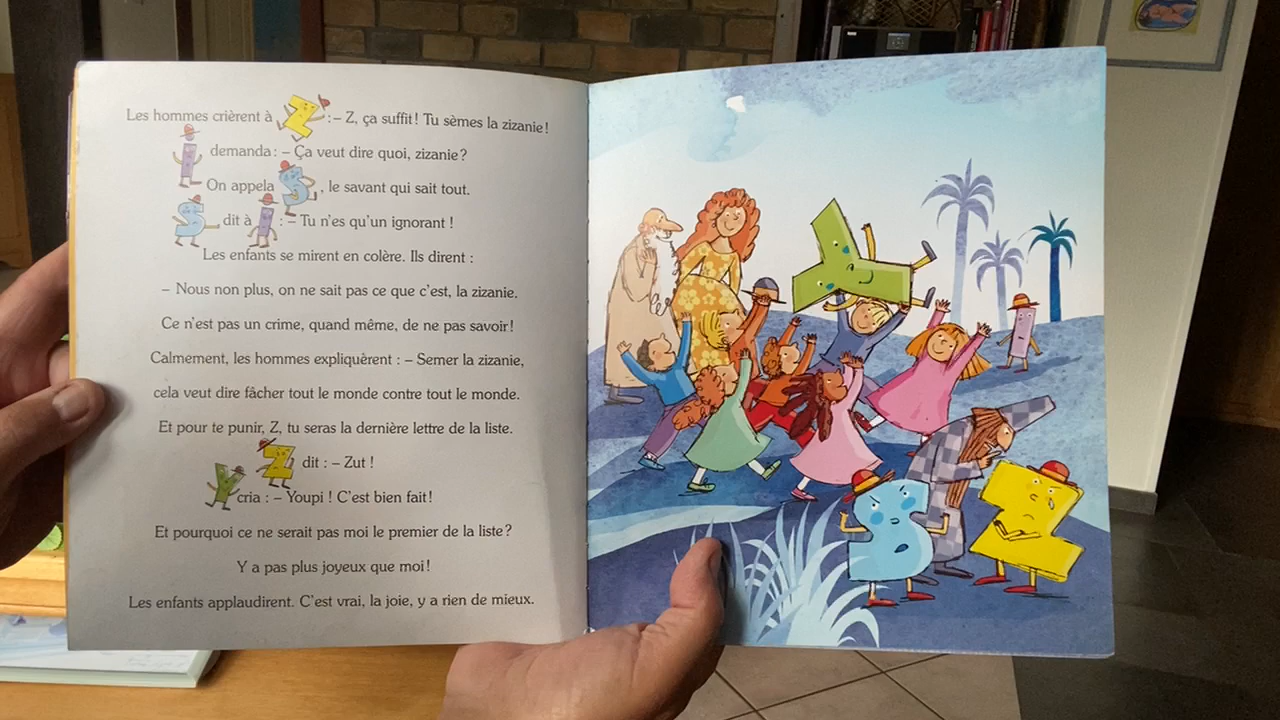 Les hommes crièrent à Z : – Z, ça suffit ! Tu sèmes la zizanie !
I demanda : – Ça veut dire quoi, zizanie ?
On appela S, le savant qui sait tout.
S dit à I : – Tu n'es qu'un ignorant !
Les enfants se mirent en colère. Ils dirent :
– Nous non plus, on ne sait pas ce que c'est, la zizanie.
Ce n'est pas un crime, quand même, de ne pas savoir !
Calmement, les hommes expliquèrent : – Semer la zizanie,
cela veut dire fâcher tout le monde contre tout le monde.
Et pour te punir, Z, tu seras la dernière lettre de la liste.
Z dit : – Zut !
Y cria : – Youpi ! C'est bien fait !
Et pourquoi ce ne serait pas moi le premier de la liste ?
Y a pas plus joyeux que moi !
Les enfants applaudirent. C'est vrai, la joie, y a rien de mieux.